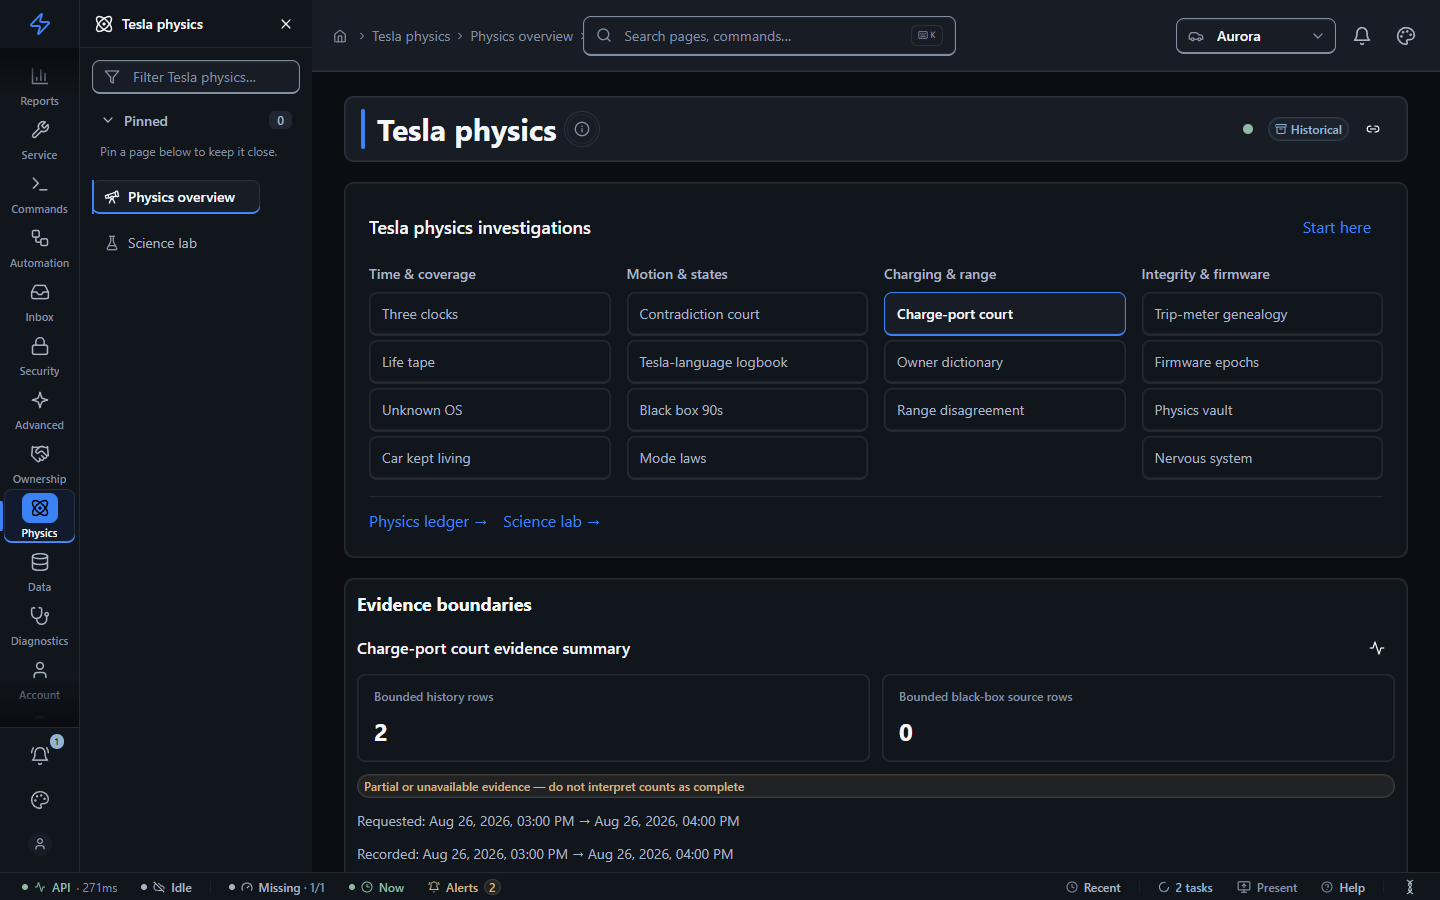 Tesla physics
Reports
Service
Commands
Automation
Inbox
Security
Advanced
Ownership
Physics
Data
Diagnostics
Account
1
Filter Tesla physics...
Pinned
0
Pin a page below to keep it close.
Physics overview
Science lab
Tesla physics
Physics overview
Search pages, commands...
K
Aurora
Tesla physics
Historical
Tesla physics investigations
Start here
Time & coverage
Three clocks
Life tape
Unknown OS
Car kept living
Motion & states
Contradiction court
Tesla-language logbook
Black box 90s
Mode laws
Charging & range
Charge-port court
Owner dictionary
Range disagreement
Integrity & firmware
Trip-meter genealogy
Firmware epochs
Physics vault
Nervous system
Physics ledger →
Science lab →
Evidence boundaries
Charge-port court evidence summary
Bounded history rows
2
Bounded black-box source rows
0
Partial or unavailable evidence — do not interpret counts as complete
Requested: Aug 26, 2026, 03:00 PM → Aug 26, 2026, 04:00 PM
Recorded: Aug 26, 2026, 03:00 PM → Aug 26, 2026, 04:00 PM
API · 271ms
Idle
Missing · 1/1
Now
Alerts 2
Recent
2 tasks
Present
Help